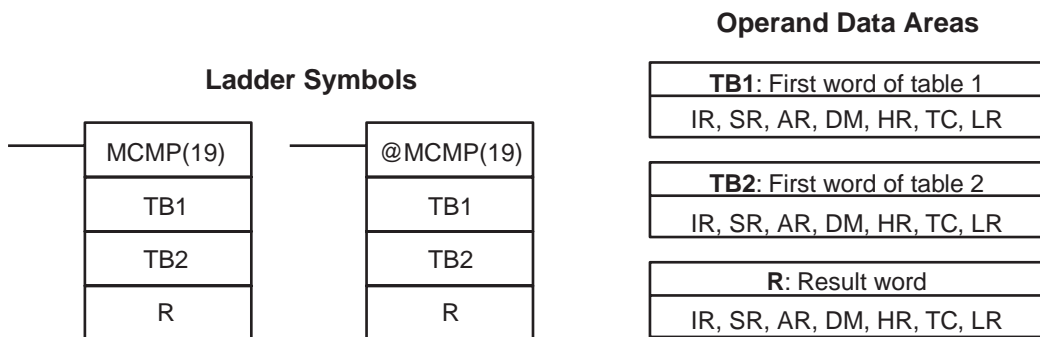 Operand Data Areas
Ladder Symbols
TB1: First word of table 1
IR, SR, AR, DM, HR, TC, LR
MCMP(19)
TB1
TB2
R
@MCMP(19)
TB1
TB2
R
TB2: First word of table 2
IR, SR, AR, DM, HR, TC, LR
R: Result word
IR, SR, AR, DM, HR, TC, LR